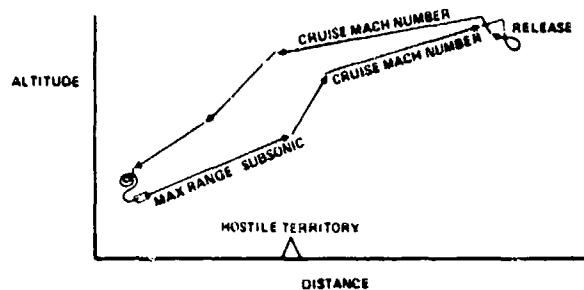 CRUISE MACH NUMBER
RELEASE
CRUISE MACH NUMBER
ALTITUDE
MAX RANGE SUBSONIC
HOSTILE TERRITORY
DISTANCE